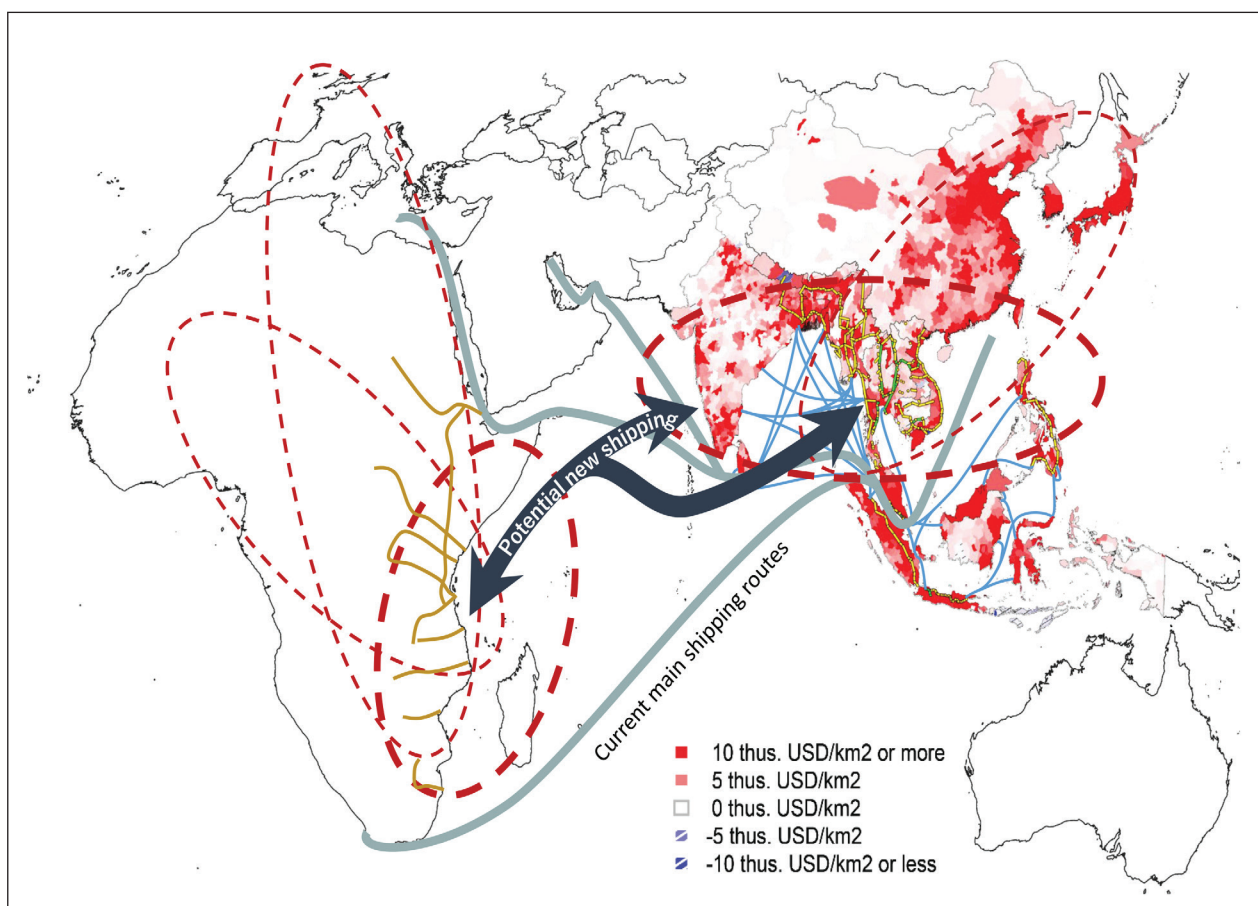 Potential new shipping
Current main shipping routes
10 thus. USD/km2 or more
5 thus. USD/km2
0 thus. USD/km2
-5 thus. USD/km2
-10 thus. USD/km2 or less